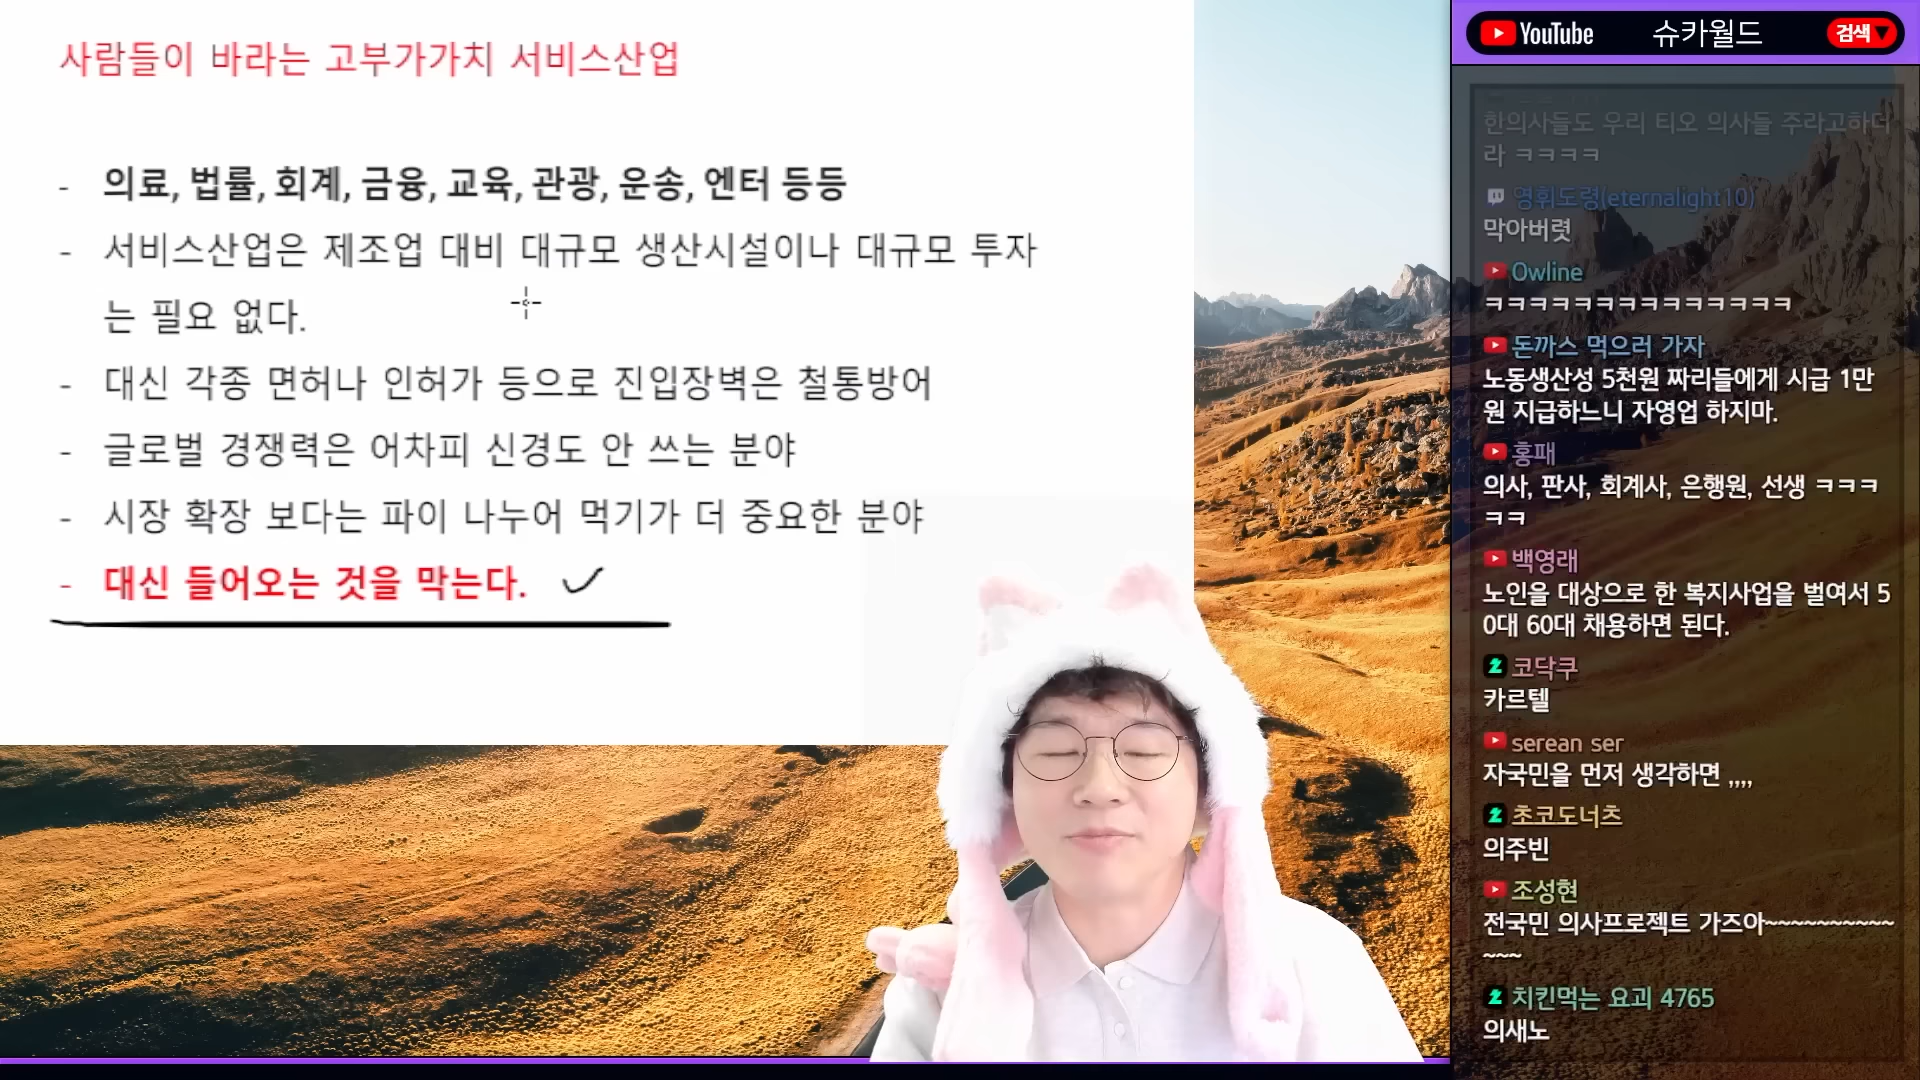 사람들이 바라는 고부가가치 서비스산업
- 의료, 법률, 회계, 금융, 교육, 관광, 운송, 엔터 등등
- 서비스산업은 제조업 대비 대규모 생산시설이나 대규모 투자
는 필요 없다.
- 대신 각종 면허나 인허가 등으로 진입장벽은 철통방어
- 글로벌 경쟁력은 어차피 신경도 안 쓰는 분야
- 시장 확장 보다는 파이 나누어 먹기가 더 중요한 분야
- 대신 들어오는 것을 막는다.
YouTube 슈카월드 검색
한의사들도 우리 티오 의사들 주라고하더
라 ㅋㅋㅋㅋ
영휘도령(eternalight10)
막아버렷
Owline
ㅋㅋㅋㅋㅋㅋㅋㅋㅋㅋㅋㅋㅋㅋ
돈까스 먹으러 가자
노동생산성 5천원 짜리들에게 시급 1만
원 지급하느니 자영업 하지마.
홍패
의사, 판사, 회계사, 은행원, 선생 ㅋㅋㅋ
ㅋㅋ
백영래
노인을 대상으로 한 복지사업을 벌여서 5
0대 60대 채용하면 된다.
코닥쿠
카르텔
serean ser
자국민을 먼저 생각하면 ,,,,
초코도너츠
의주빈
조성현
전국민 의사프로젝트 가즈아~~~~~~~~~~
~~~
치킨먹는 요괴 4765
의새노